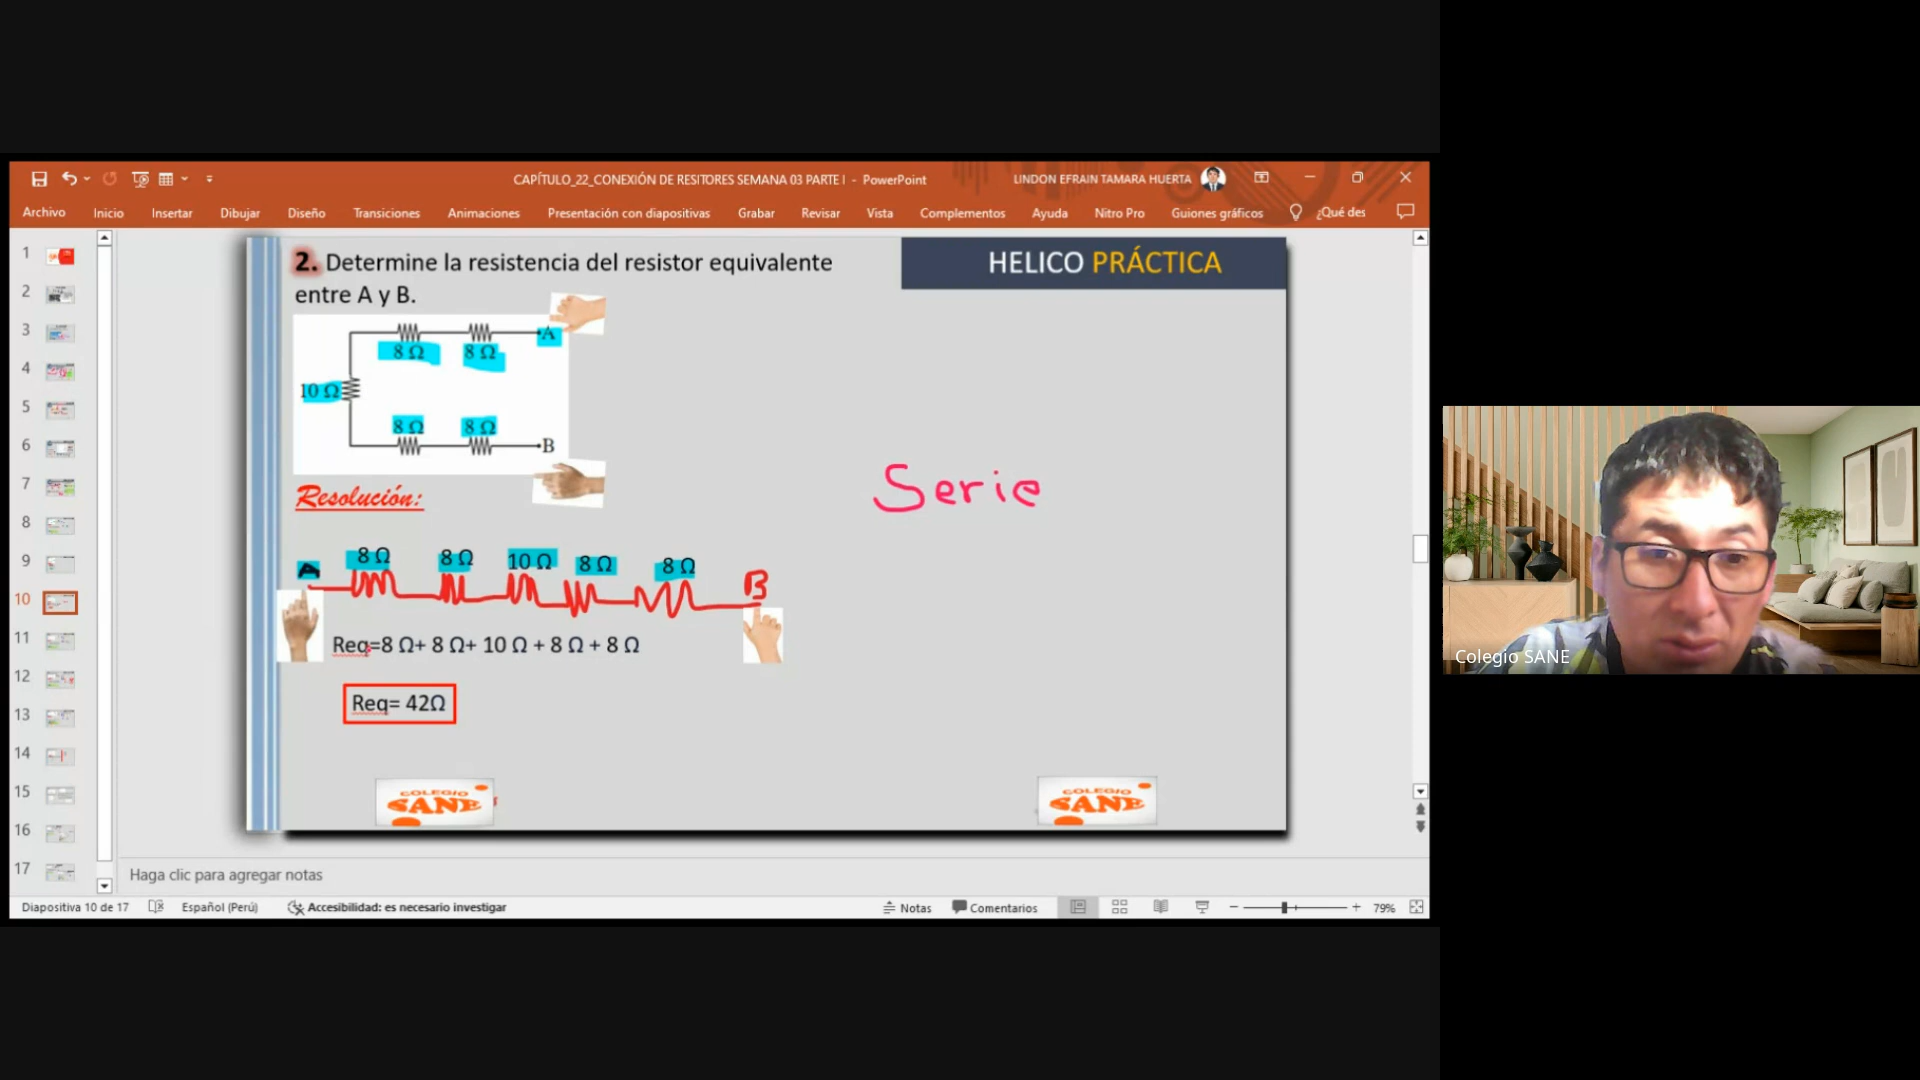 CAPÍTULO_22_CONEXIÓN DE RESITORES SEMANA 03 PARTE I - PowerPoint
LINDON EFRAIN TAMARA HUERTA
Archivo Inicio Insertar Dibujar Diseño Transiciones Animaciones Presentación con diapositivas Grabar Revisar Vista Complementos Ayuda Nitro Pro Guiones gráficos ¿Qué des
1
2
3
4
5
6
7
8
9
10
11
12
13
14
15
16
17
HELICO PRÁCTICA
2. Determine la resistencia del resistor equivalente
entre A y B.
A
8 Ω 8 Ω
10 Ω
8 Ω 8 Ω
B
Resolución:
Serie
A 8 Ω 8 Ω 10 Ω 8 Ω 8 Ω B
Req=8 Ω+ 8 Ω+ 10 Ω + 8 Ω + 8 Ω
Req= 42Ω
COLEGIO
SANE
COLEGIO
SANE
Haga clic para agregar notas
Diapositiva 10 de 17 Español (Perú) Accesibilidad: es necesario investigar Notas Comentarios 79%
Colegio SANE